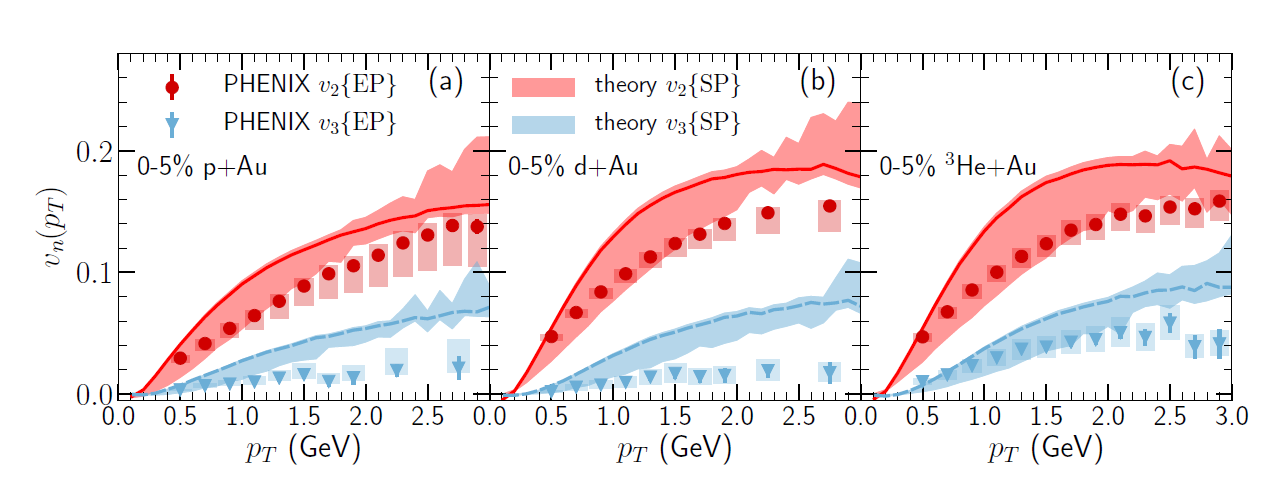 PHENIX v₂{EP}
PHENIX v₃{EP}
(a)
0-5% p+Au
theory v₂{SP}
theory v₃{SP}
(b)
0-5% d+Au
(c)
0-5% ³He+Au
vₙ(p_T)
0.2
0.1
0.0
0.0 0.5 1.0 1.5 2.0 2.5 0.0 0.5 1.0 1.5 2.0 2.5 0.0 0.5 1.0 1.5 2.0 2.5 3.0
p_T (GeV) p_T (GeV) p_T (GeV)